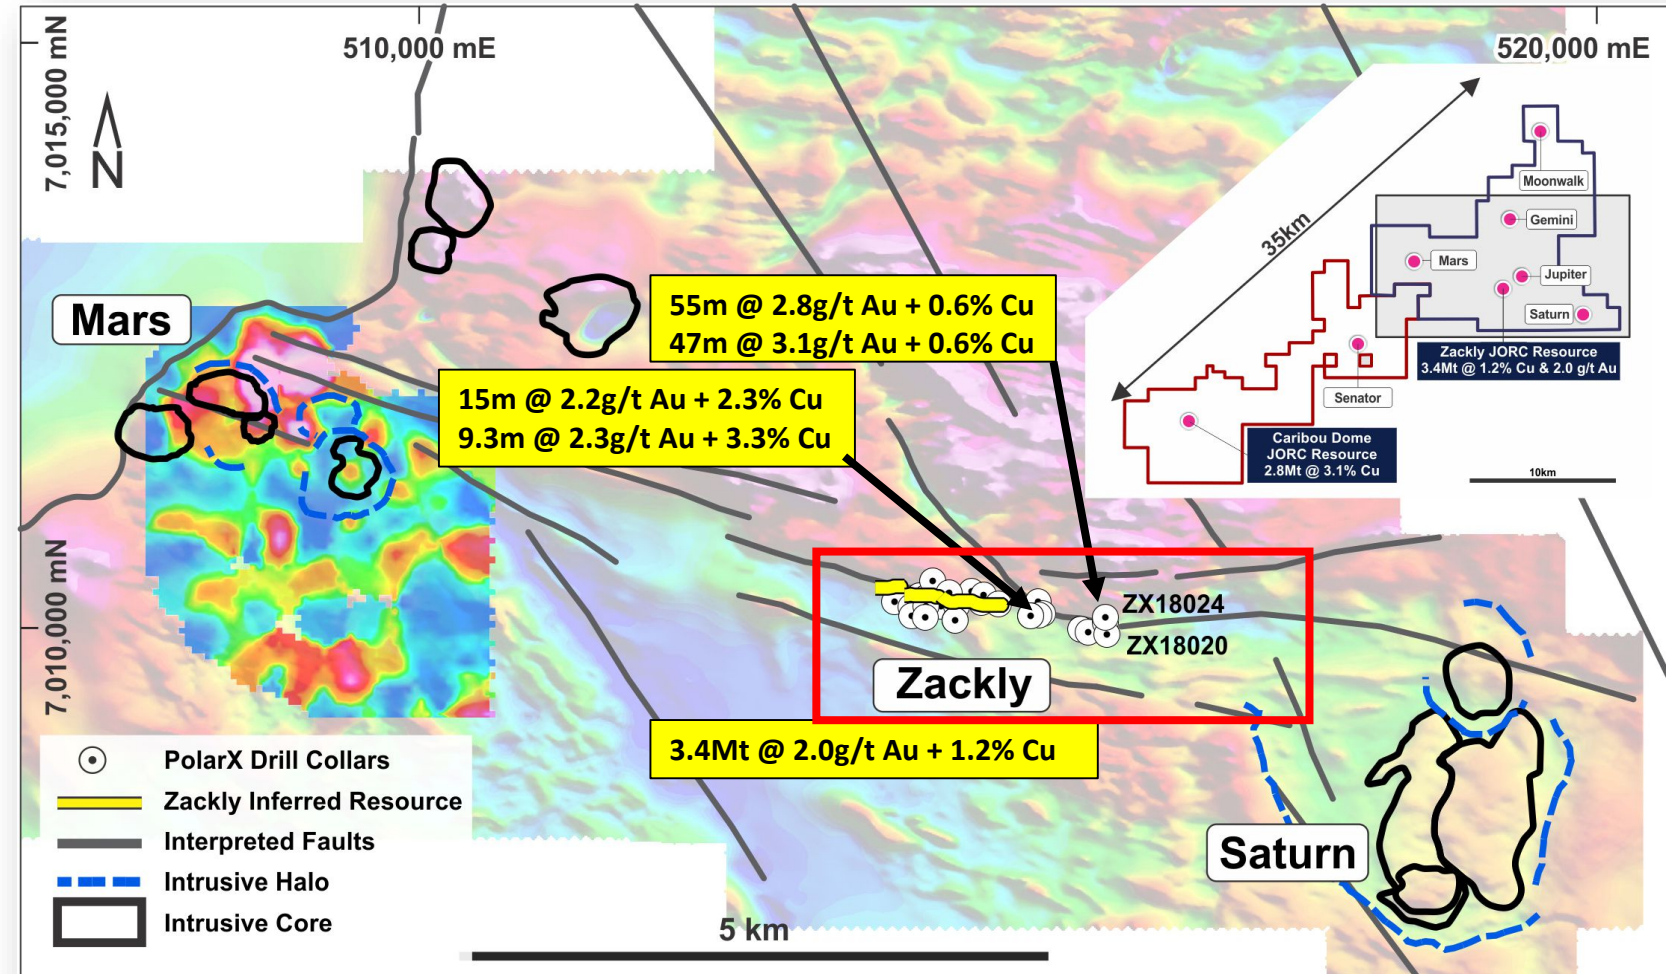 510,000 mE
520,000 mE
7,015,000 mN
N
35km
Moonwalk
Gemini
Mars
Jupiter
Saturn
Zackly JORC Resource
3.4Mt @ 1.2% Cu & 2.0 g/t Au
Senator
Caribou Dome
JORC Resource
2.8Mt @ 3.1% Cu
10km
Mars
55m @ 2.8g/t Au + 0.6% Cu
47m @ 3.1g/t Au + 0.6% Cu
15m @ 2.2g/t Au + 2.3% Cu
9.3m @ 2.3g/t Au + 3.3% Cu
7,010,000 mN
ZX18024
ZX18020
Zackly
3.4Mt @ 2.0g/t Au + 1.2% Cu
Saturn
PolarX Drill Collars
Zackly Inferred Resource
Interpreted Faults
Intrusive Halo
Intrusive Core
5 km